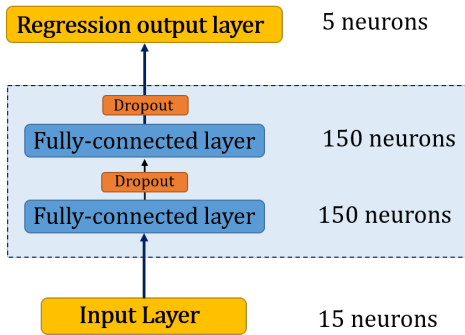 Regression output layer 5 neurons
Dropout
Fully-connected layer 150 neurons
Dropout
Fully-connected layer 150 neurons
Input Layer 15 neurons